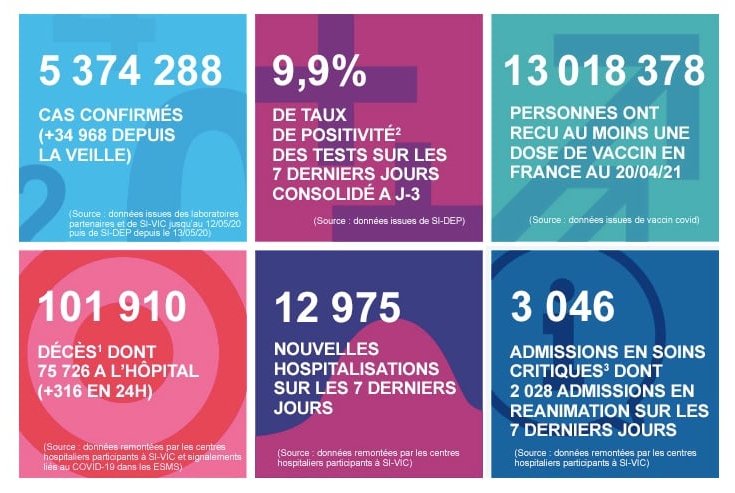 5 374 288
CAS CONFIRMÉS
(+34 968 DEPUIS
LA VEILLE)
(Source : données issues des laboratoires
partenaires et de SI-VIC jusqu'au 12/05/20
puis de SI-DEP depuis le 13/05/20)
9,9%
DE TAUX
DE POSITIVITÉ²
DES TESTS SUR LES
7 DERNIERS JOURS
CONSOLIDÉ A J-3
(Source : données issues de SI-DEP)
13 018 378
PERSONNES ONT
RECU AU MOINS UNE
DOSE DE VACCIN EN
FRANCE AU 20/04/21
(Source : données issues de vaccin covid)
101 910
DÉCÈS¹ DONT
75 726 A L'HÔPITAL
(+316 EN 24H)
(Source : données remontées par les centres
hospitaliers participants à SI-VIC et signalements
liés au COVID-19 dans les ESMS)
12 975
NOUVELLES
HOSPITALISATIONS
SUR LES 7 DERNIERS
JOURS
(Source : données remontées par les centres
hospitaliers participants à SI-VIC)
3 046
ADMISSIONS EN SOINS
CRITIQUES³ DONT
2 028 ADMISSIONS EN
REANIMATION SUR LES
7 DERNIERS JOURS
(Source : données remontées par les centres
hospitaliers participants à SI-VIC)